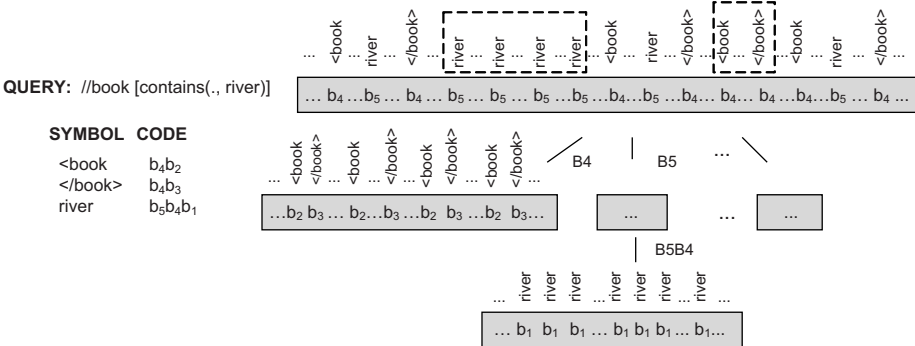 ... <book ... river ... </book> ... river ... river ... river ... river ... <book ... river ... </book> ... <book ... </book> ... <book ... river ... </book> ...
QUERY: //book [contains(., river)]
... b4 ...b5 ... b4 ... b5 ... b5 ... b5 ... b5 ...b4...b5 ...b4... b4... b4 ...b4...b5 ... b4 ...
SYMBOL CODE
<book b4b2
</book> b4b3
river b5b4b1
... <book </book> ... <book ... </book> ... <book </book> ... <book </book> ...
B4 B5 ...
...b2 b3 ... b2...b3 ...b2 b3 ...b2 b3...
... ... ...
B5B4
... river river river ... river river river ... river ...
... b1 b1 b1 ... b1 b1 b1 ... b1...